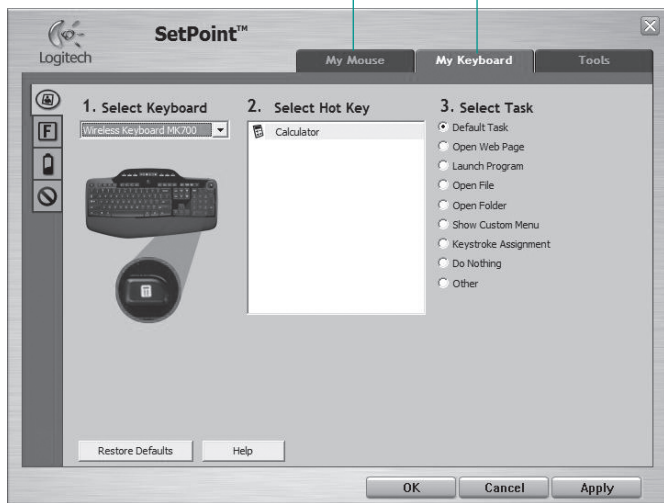 SetPoint™
Logitech
My Mouse
My Keyboard
Tools
1. Select Keyboard
Wireless Keyboard MK700
2. Select Hot Key
Calculator
3. Select Task
Default Task
Open Web Page
Launch Program
Open File
Open Folder
Show Custom Menu
Keystroke Assignment
Do Nothing
Other
F
Restore Defaults
Help
OK
Cancel
Apply